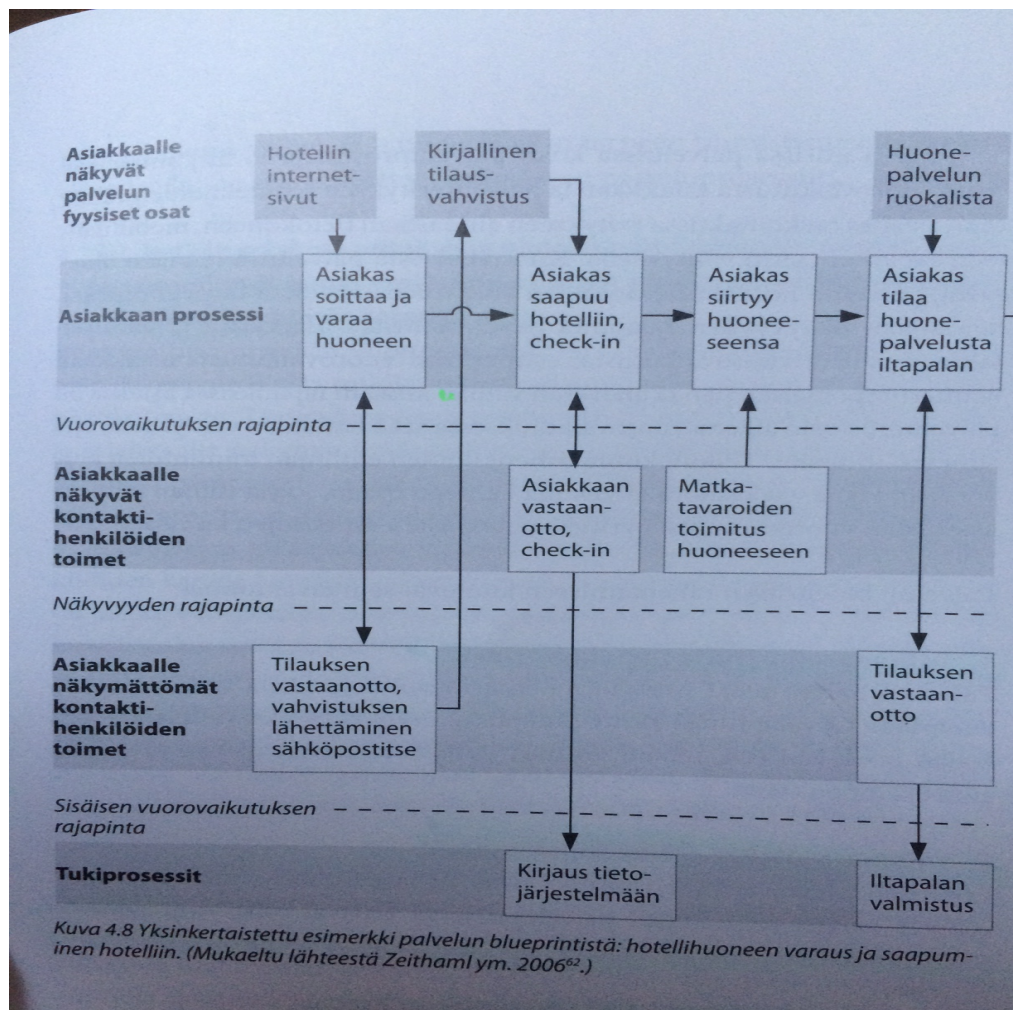 Asiakkaalle
näkyvät
palvelun
fyysiset osat
Hotellin
internet-
sivut
Kirjallinen
tilaus-
vahvistus
Huone-
palvelun
ruokalista
Asiakkaan prosessi
Asiakas
soittaa ja
varaa
huoneen
Asiakas
saapuu
hotelliin,
check-in
Asiakas
siirtyy
huonee-
seensa
Asiakas
tilaa
huone-
palvelusta
iltapalan
Vuorovaikutuksen rajapinta
Asiakkaalle
näkyvät
kontakti-
henkilöiden
toimet
Asiakkaan
vastaan-
otto,
check-in
Matka-
tavaroiden
toimitus
huoneeseen
Näkyvyyden rajapinta
Asiakkaalle
näkymättömät
kontakti-
henkilöiden
toimet
Tilauksen
vastaanotto,
vahvistuksen
lähettäminen
sähköpostitse
Tilauksen
vastaan-
otto
Sisäisen vuorovaikutuksen
rajapinta
Tukiprosessit
Kirjaus tieto-
järjestelmään
Iltapalan
valmistus
Kuva 4.8 Yksinkertaistettu esimerkki palvelun blueprintistä: hotellihuoneen varaus ja saapum-
inen hotelliin. (Mukaeltu lähteestä Zeithaml ym. 2006⁶².)